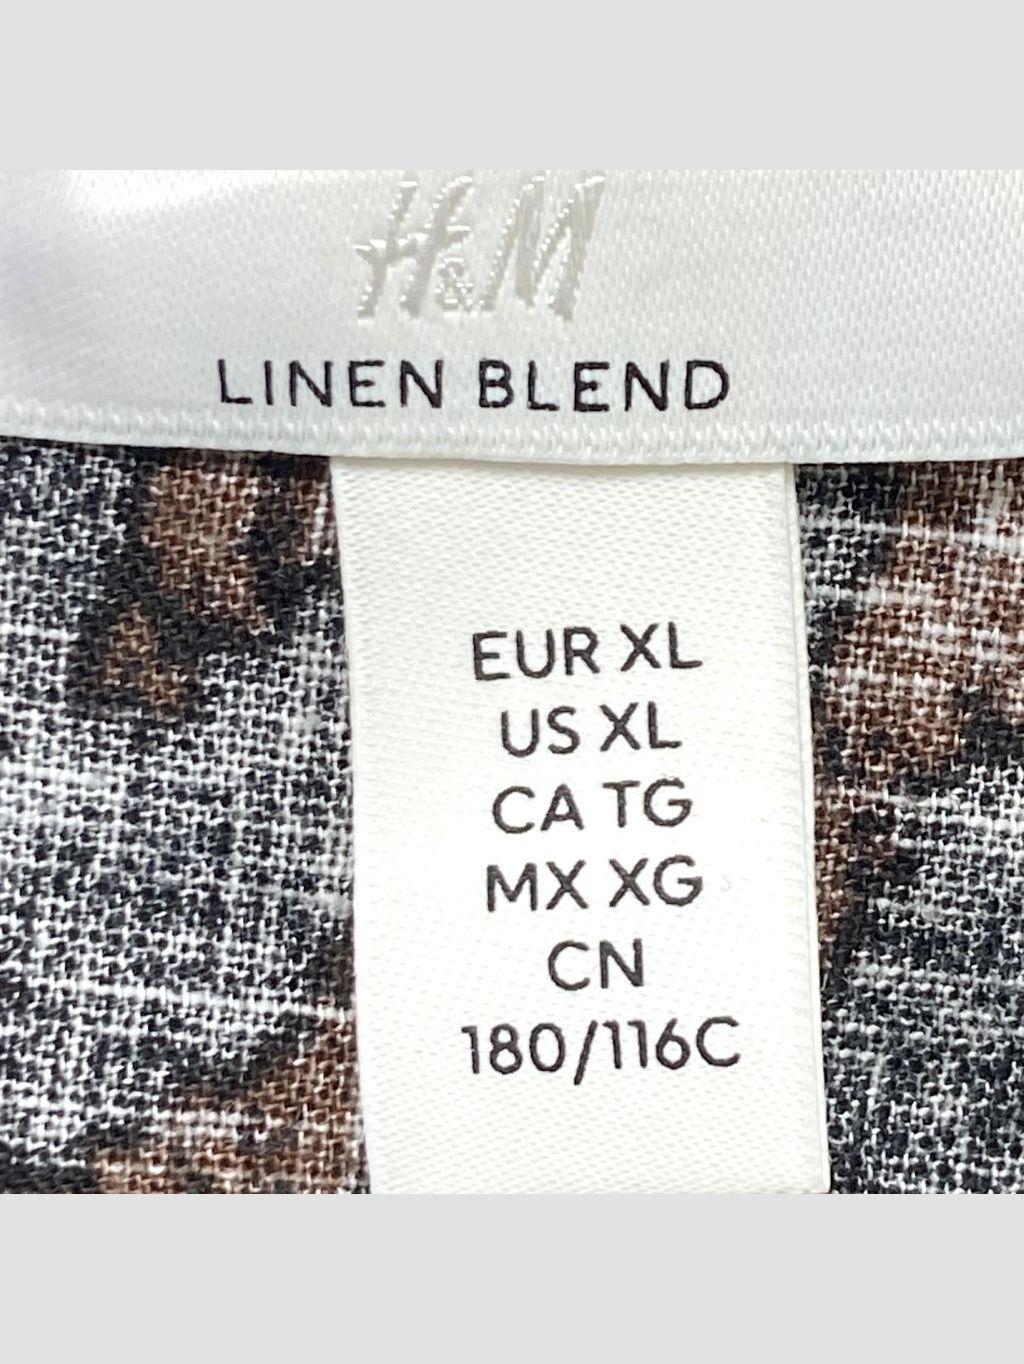 H&M
LINEN BLEND
EUR XL
US XL
CA TG
MX XG
CN
180/116C